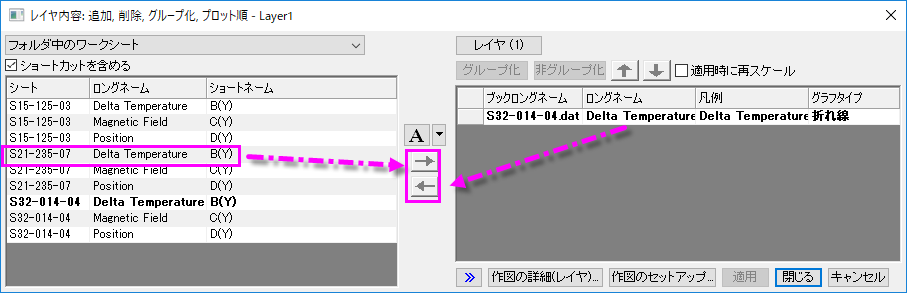 レイヤ内容: 追加, 削除, グループ化, プロット順 - Layer1
フォルダ中のワークシート
ショートカットを含める
シート ロングネーム ショートネーム
S15-125-03 Delta Temperature B(Y)
S15-125-03 Magnetic Field C(Y)
S15-125-03 Position D(Y)
S21-235-07 Delta Temperature B(Y)
S21-235-07 Magnetic Field C(Y)
S21-235-07 Position D(Y)
S32-014-04 Delta Temperature B(Y)
S32-014-04 Magnetic Field C(Y)
S32-014-04 Position D(Y)
A
レイヤ (1)
グループ化 非グループ化 適用時に再スケール
ブックロングネーム ロングネーム 凡例 グラフタイプ
S32-014-04.dat Delta Temperature Delta Temperature 折れ線
作図の詳細(レイヤ)... 作図のセットアップ... 適用 閉じる キャンセル